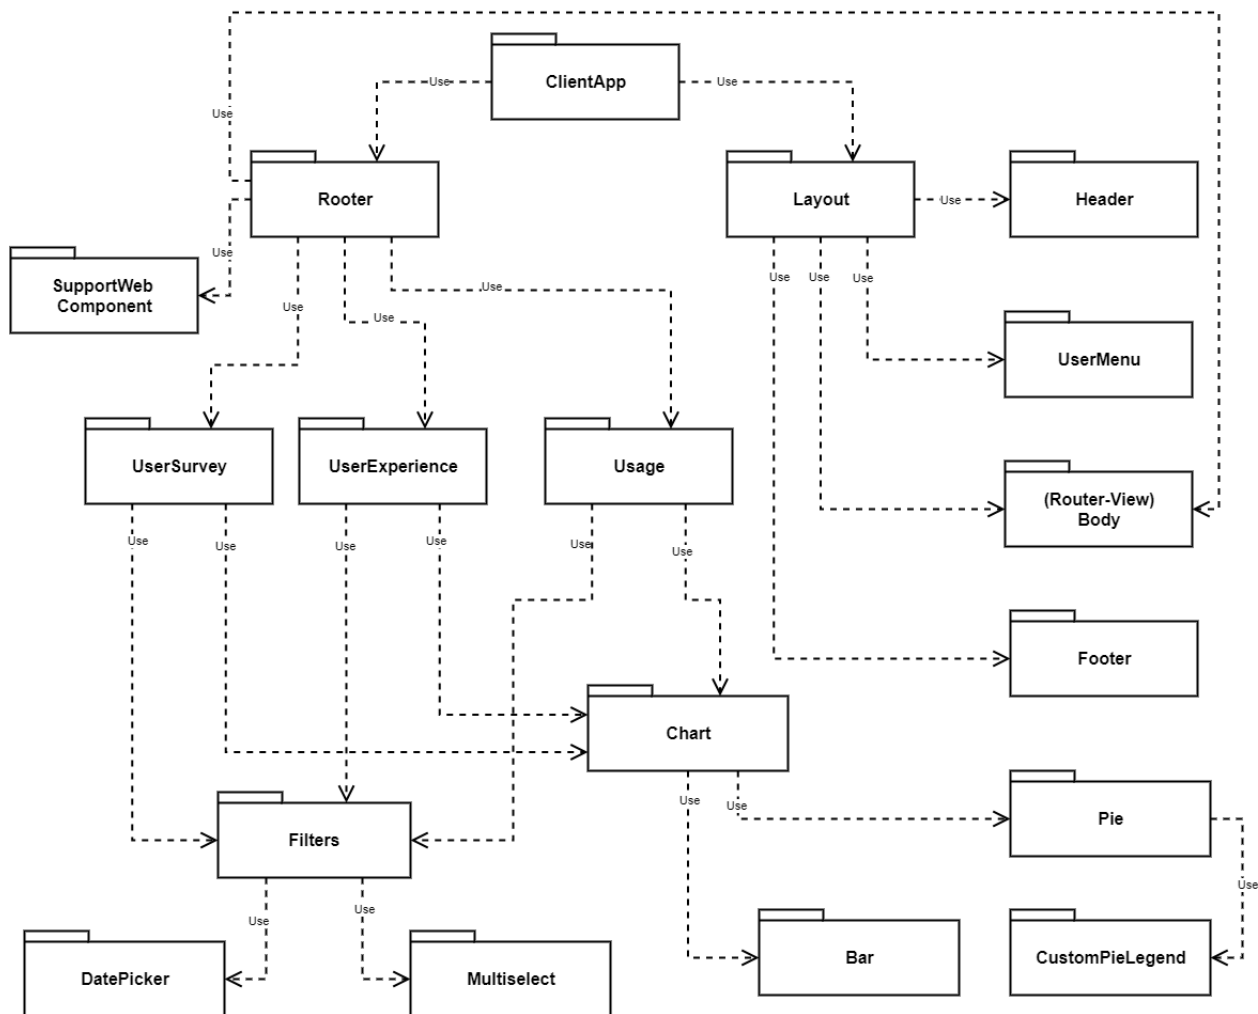 ClientApp
Use
Use
Use
Rooter
Layout
Use
Header
Use
SupportWeb
Component
Use
Use
Use
Use
Use
Use
Use
UserMenu
UserSurvey
UserExperience
Usage
(Router-View)
Body
Use
Use
Use
Use
Use
Use
Footer
Chart
Use
Use
Pie
Filters
Use
Use
Use
DatePicker
Multiselect
Bar
CustomPieLegend